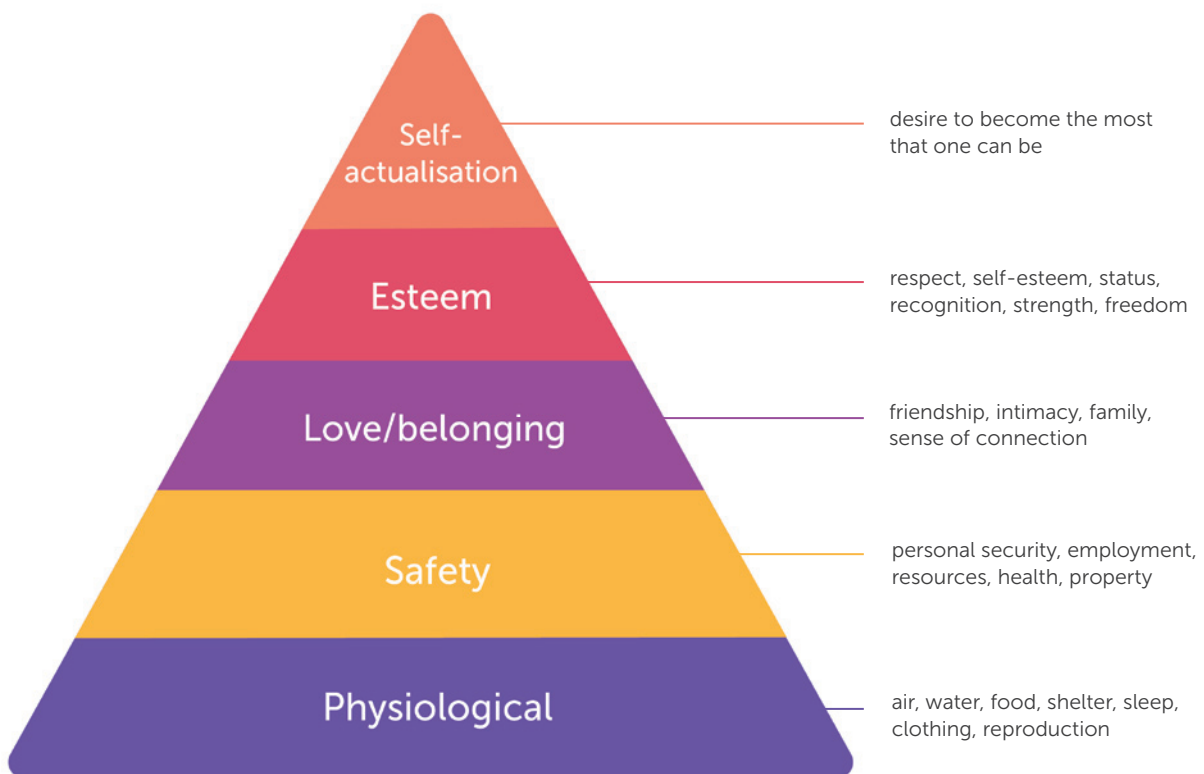 Self-
actualisation
desire to become the most
that one can be
Esteem
respect, self-esteem, status,
recognition, strength, freedom
Love/belonging
friendship, intimacy, family,
sense of connection
Safety
personal security, employment,
resources, health, property
Physiological
air, water, food, shelter, sleep,
clothing, reproduction